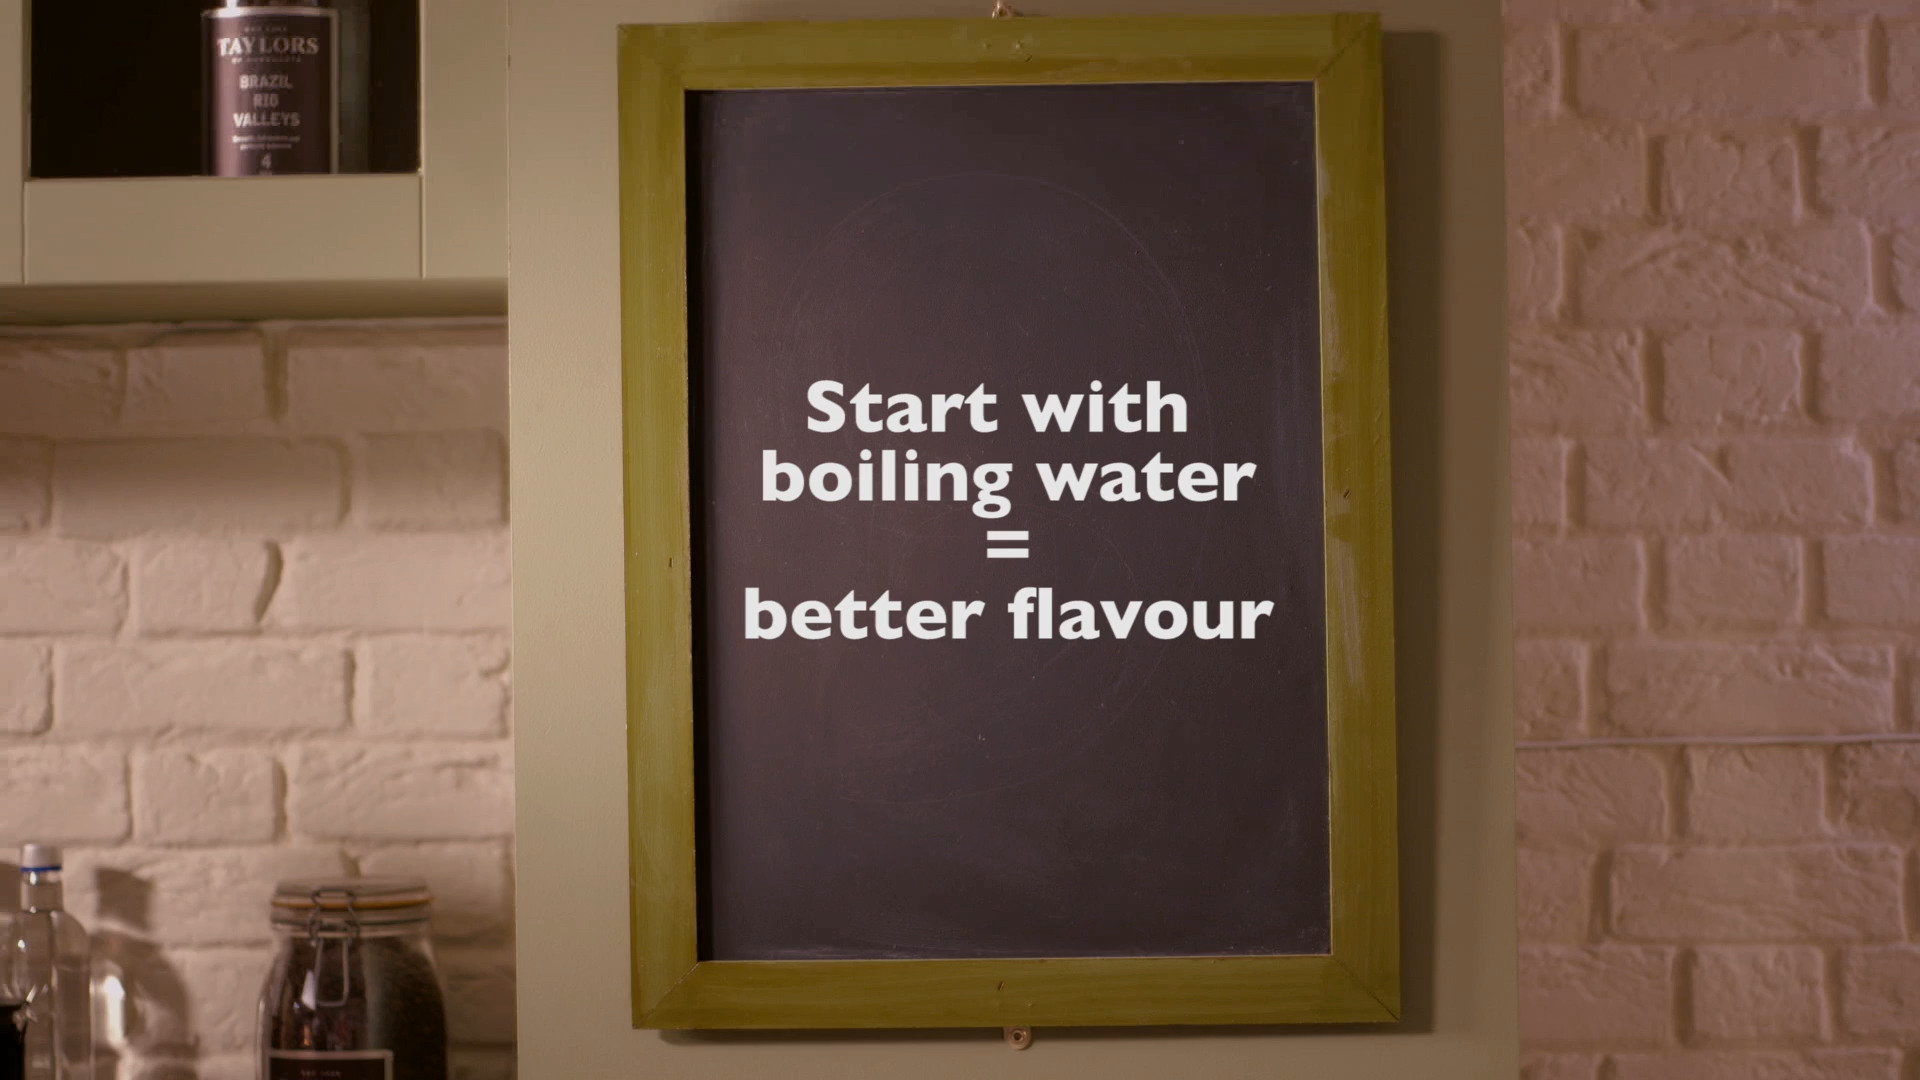 TAYLORS
BRAZIL
RIO
VALLEYS
4
Start with
boiling water
=
better flavour